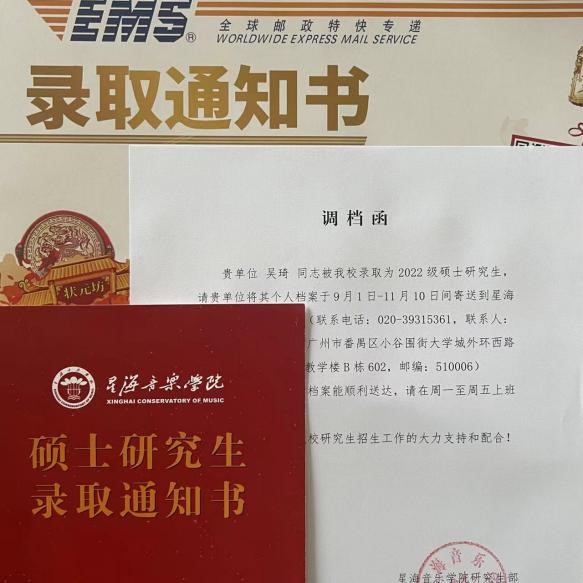 EMS®
全球邮政特快专递
WORLDWIDE EXPRESS MAIL SERVICE
录取通知书
状元坊
调档函
贵单位 吴琦 同志被我校录取为2022级硕士研究生，
请贵单位将其个人档案于9月1日-11月10日间寄送到星海
（联系电话：020-39315361，联系人：
广州市番禺区小谷围街大学城外环西路
教学楼B栋602，邮编：510006）
档案能顺利送达，请在周一至周五上班
校研究生招生工作的大力支持和配合！
星海音乐学院研究生部
星海音乐学院
XINGHAI CONSERVATORY OF MUSIC
硕士研究生
录取通知书